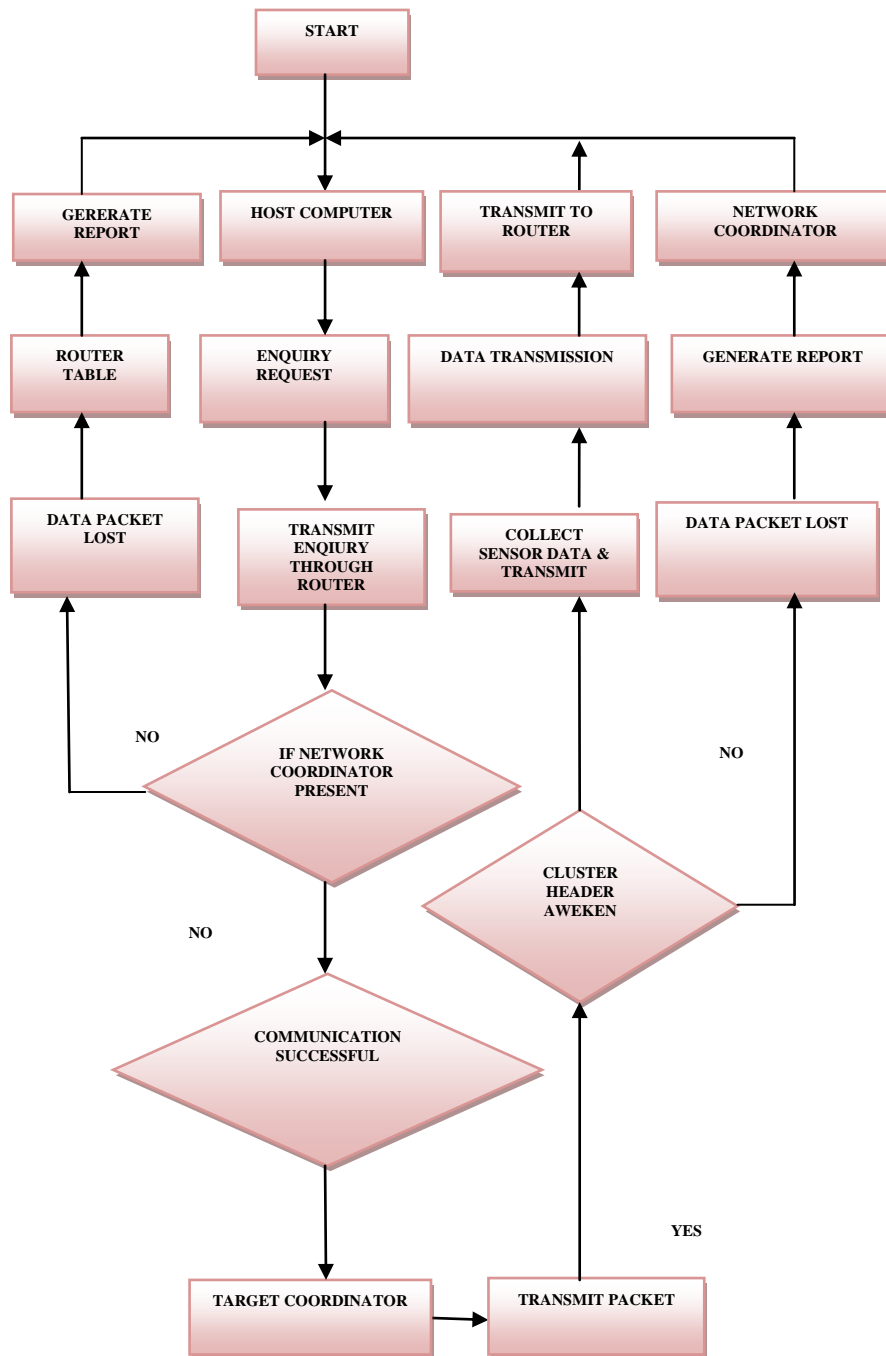 START
GERERATE
REPORT
HOST COMPUTER
TRANSMIT TO
ROUTER
NETWORK
COORDINATOR
ROUTER
TABLE
ENQUIRY
REQUEST
DATA TRANSMISSION
GENERATE REPORT
DATA PACKET
LOST
TRANSMIT
ENQIURY
THROUGH
ROUTER
COLLECT
SENSOR DATA &
TRANSMIT
DATA PACKET LOST
NO
IF NETWORK
COORDINATOR
PRESENT
NO
CLUSTER
HEADER
AWEKEN
NO
COMMUNICATION
SUCCESSFUL
YES
TARGET COORDINATOR
TRANSMIT PACKET